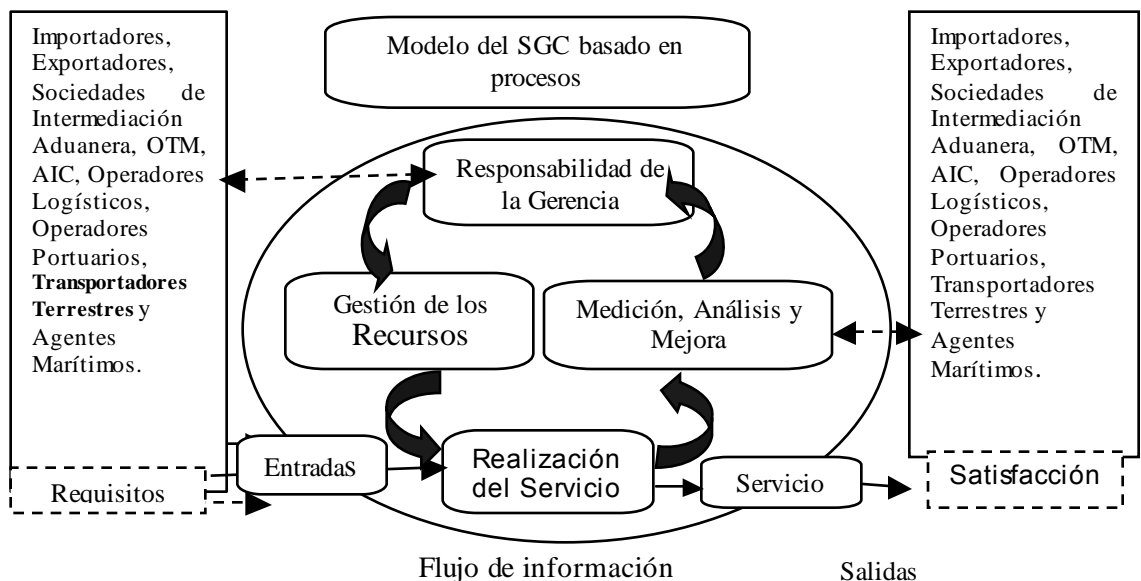 Importadores,
Exportadores,
Sociedades de
Intermediación
Aduanera, OTM,
AIC, Operadores
Logísticos,
Operadores
Portuarios,
Transportadores
Terrestres y
Agentes
Marítimos.
Requisitos
Modelo del SGC basado en
procesos
Responsabilidad de
la Gerencia
Gestión de los
Recursos
Medición, Análisis y
Mejora
Entradas
Realización
del Servicio
Servicio
Importadores,
Exportadores,
Sociedades de
Intermediación
Aduanera, OTM,
AIC, Operadores
Logísticos,
Operadores
Portuarios,
Transportadores
Terrestres y
Agentes
Marítimos.
Satisfacción
Flujo de información
Salidas